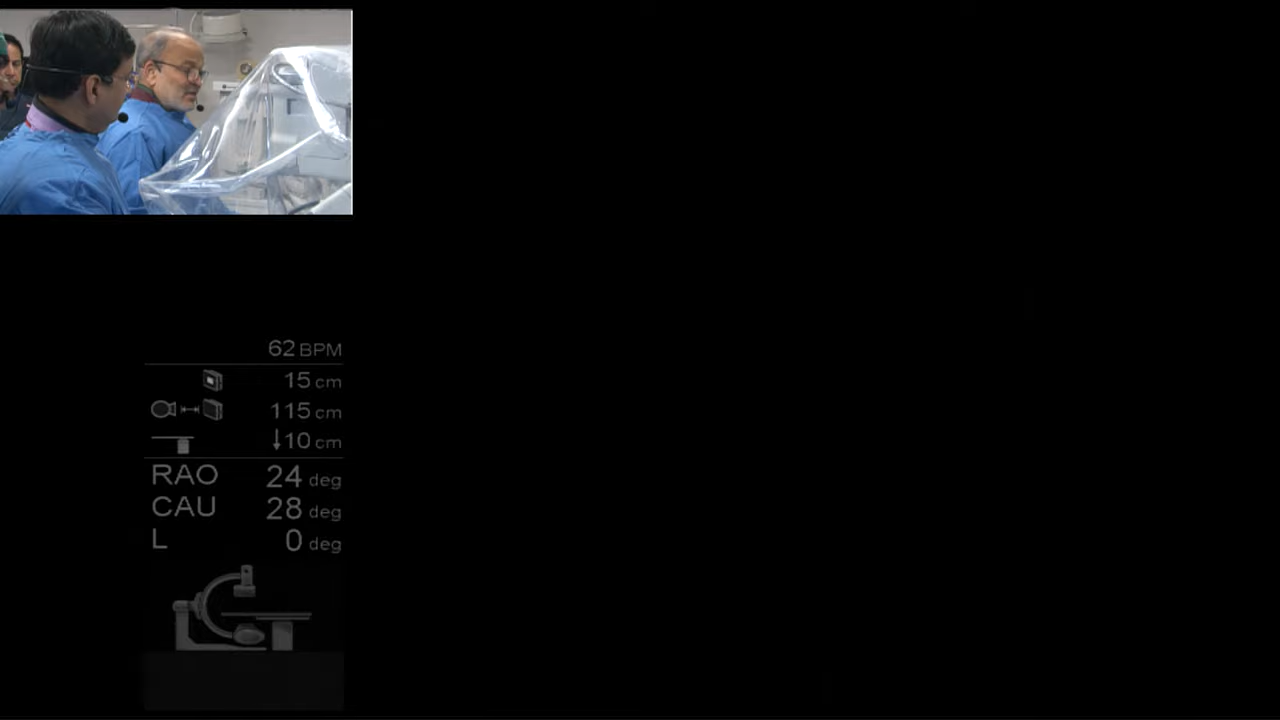 62 BPM
15 cm
115 cm
↓10 cm
RAO 24 deg
CAU 28 deg
L 0 deg